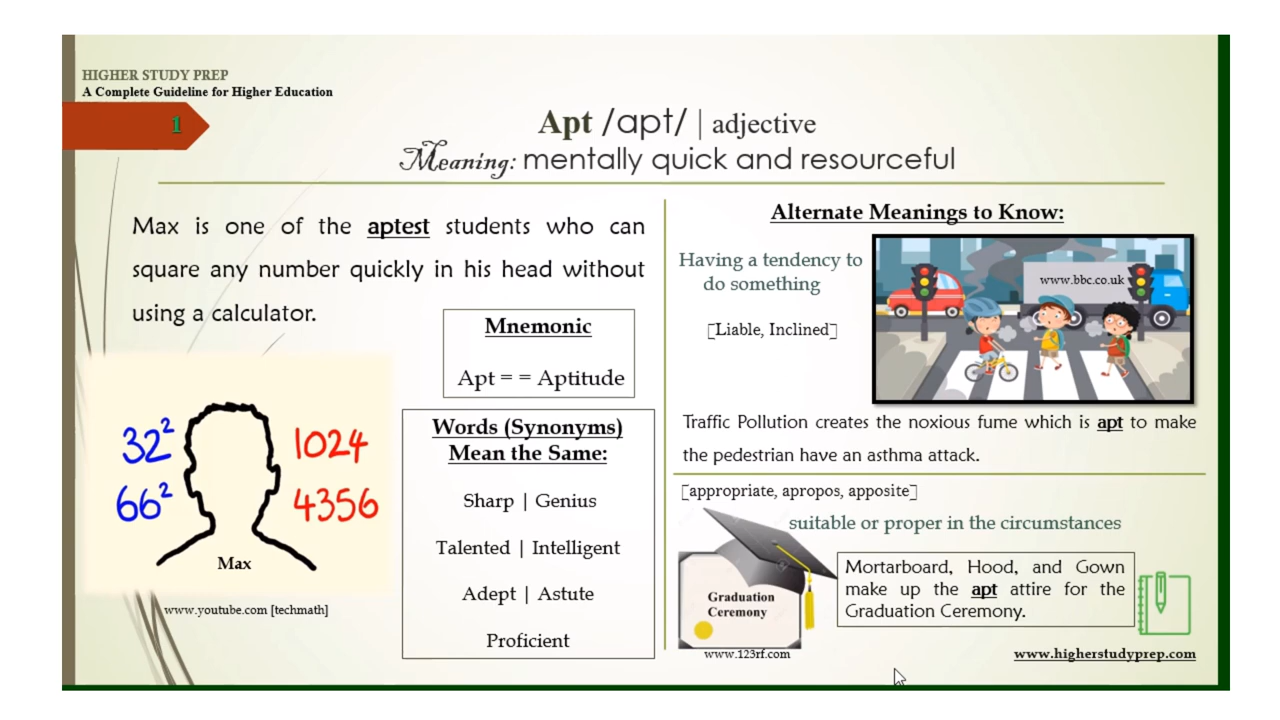 HIGHER STUDY PREP
A Complete Guideline for Higher Education
1
Apt /apt/ | adjective
Meaning: mentally quick and resourceful
Max is one of the aptest students who can
square any number quickly in his head without
using a calculator.
Mnemonic
Apt = = Aptitude
32² 1024
66² 4356
Max
www.youtube.com [techmath]
Words (Synonyms)
Mean the Same:
Sharp | Genius
Talented | Intelligent
Adept | Astute
Proficient
Alternate Meanings to Know:
Having a tendency to
do something
[Liable, Inclined]
www.bbc.co.uk
Traffic Pollution creates the noxious fume which is apt to make
the pedestrian have an asthma attack.
[appropriate, apropos, apposite]
suitable or proper in the circumstances
Graduation
Ceremony
www.123rf.com
Mortarboard, Hood, and Gown
make up the apt attire for the
Graduation Ceremony.
www.higherstudyprep.com